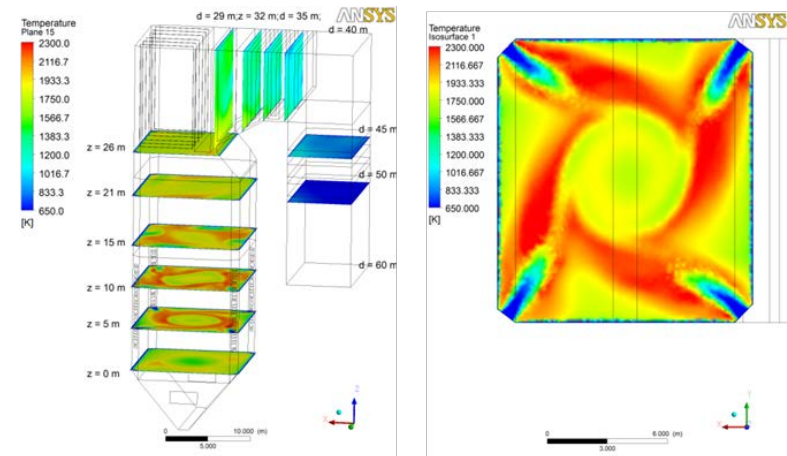 Temperature
Plane 15
2300.0
2116.7
1933.3
1750.0
1566.7
1383.3
1200.0
1016.7
833.3
650.0
[K]
d = 29 m; z = 32 m; d = 35 m;
ANSYS
d = 40 m
d = 45 m
d = 50 m
d = 60 m
z = 26 m
z = 21 m
z = 15 m
z = 10 m
z = 5 m
z = 0 m
0 10.000 (m)
5.000
X
Z
Temperature
Isosurface 1
2300.000
2116.667
1933.333
1750.000
1566.667
1383.333
1200.000
1016.667
833.333
650.000
[K]
ANSYS
0 6.000 (m)
3.000
X
Y